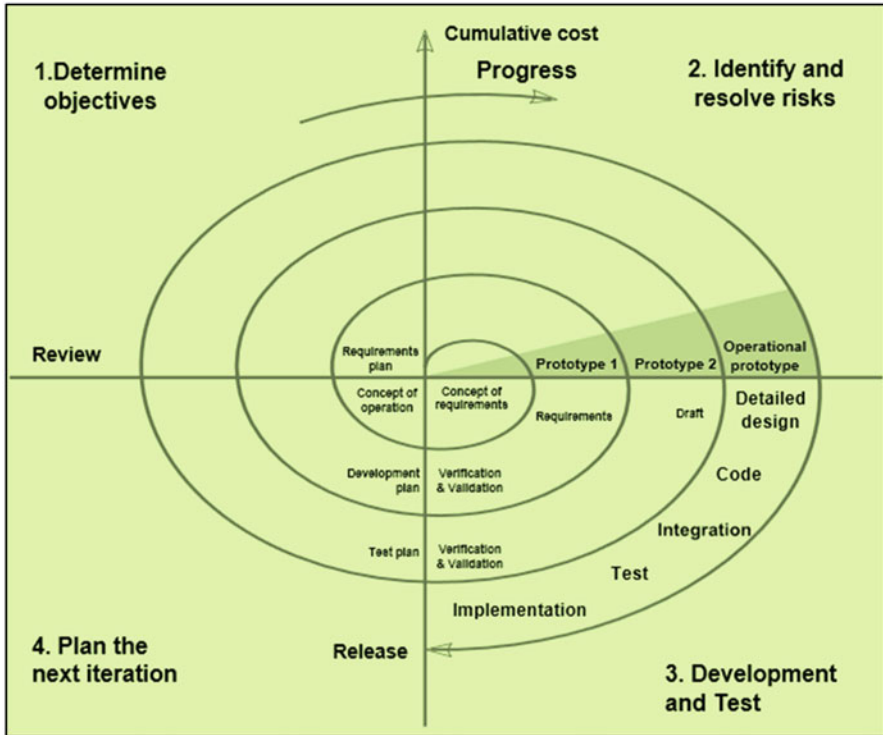 Cumulative cost
1.Determine
objectives
Progress
2. Identify and
resolve risks
Review
Requirements
plan
Prototype 1
Prototype 2
Operational
prototype
Concept of
operation
Concept of
requirements
Requirements
Draft
Detailed
design
Development
plan
Verification
& Validation
Code
Integration
Test plan
Verification
& Validation
Test
Implementation
4. Plan the
next iteration
Release
3. Development
and Test